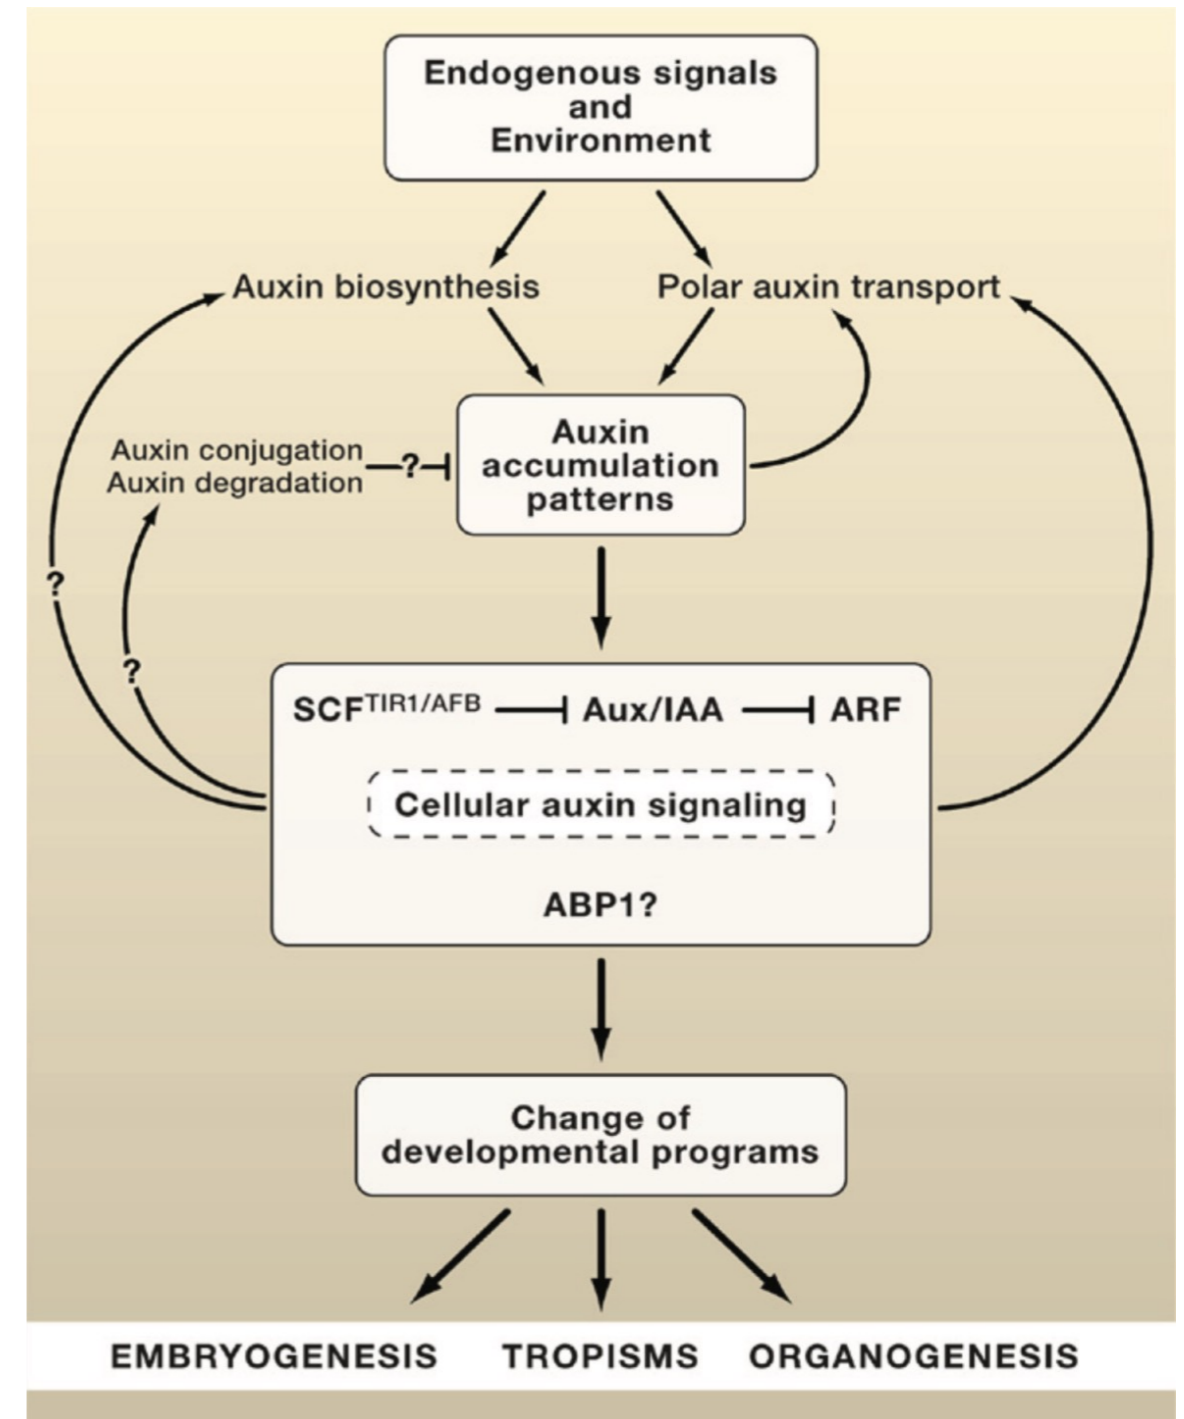 Endogenous signals
and
Environment
Auxin biosynthesis
Polar auxin transport
Auxin conjugation
Auxin degradation
?
Auxin
accumulation
patterns
?
?
SCFTIR1/AFB Aux/IAA ARF
Cellular auxin signaling
ABP1?
Change of
developmental programs
EMBRYOGENESIS TROPISMS ORGANOGENESIS